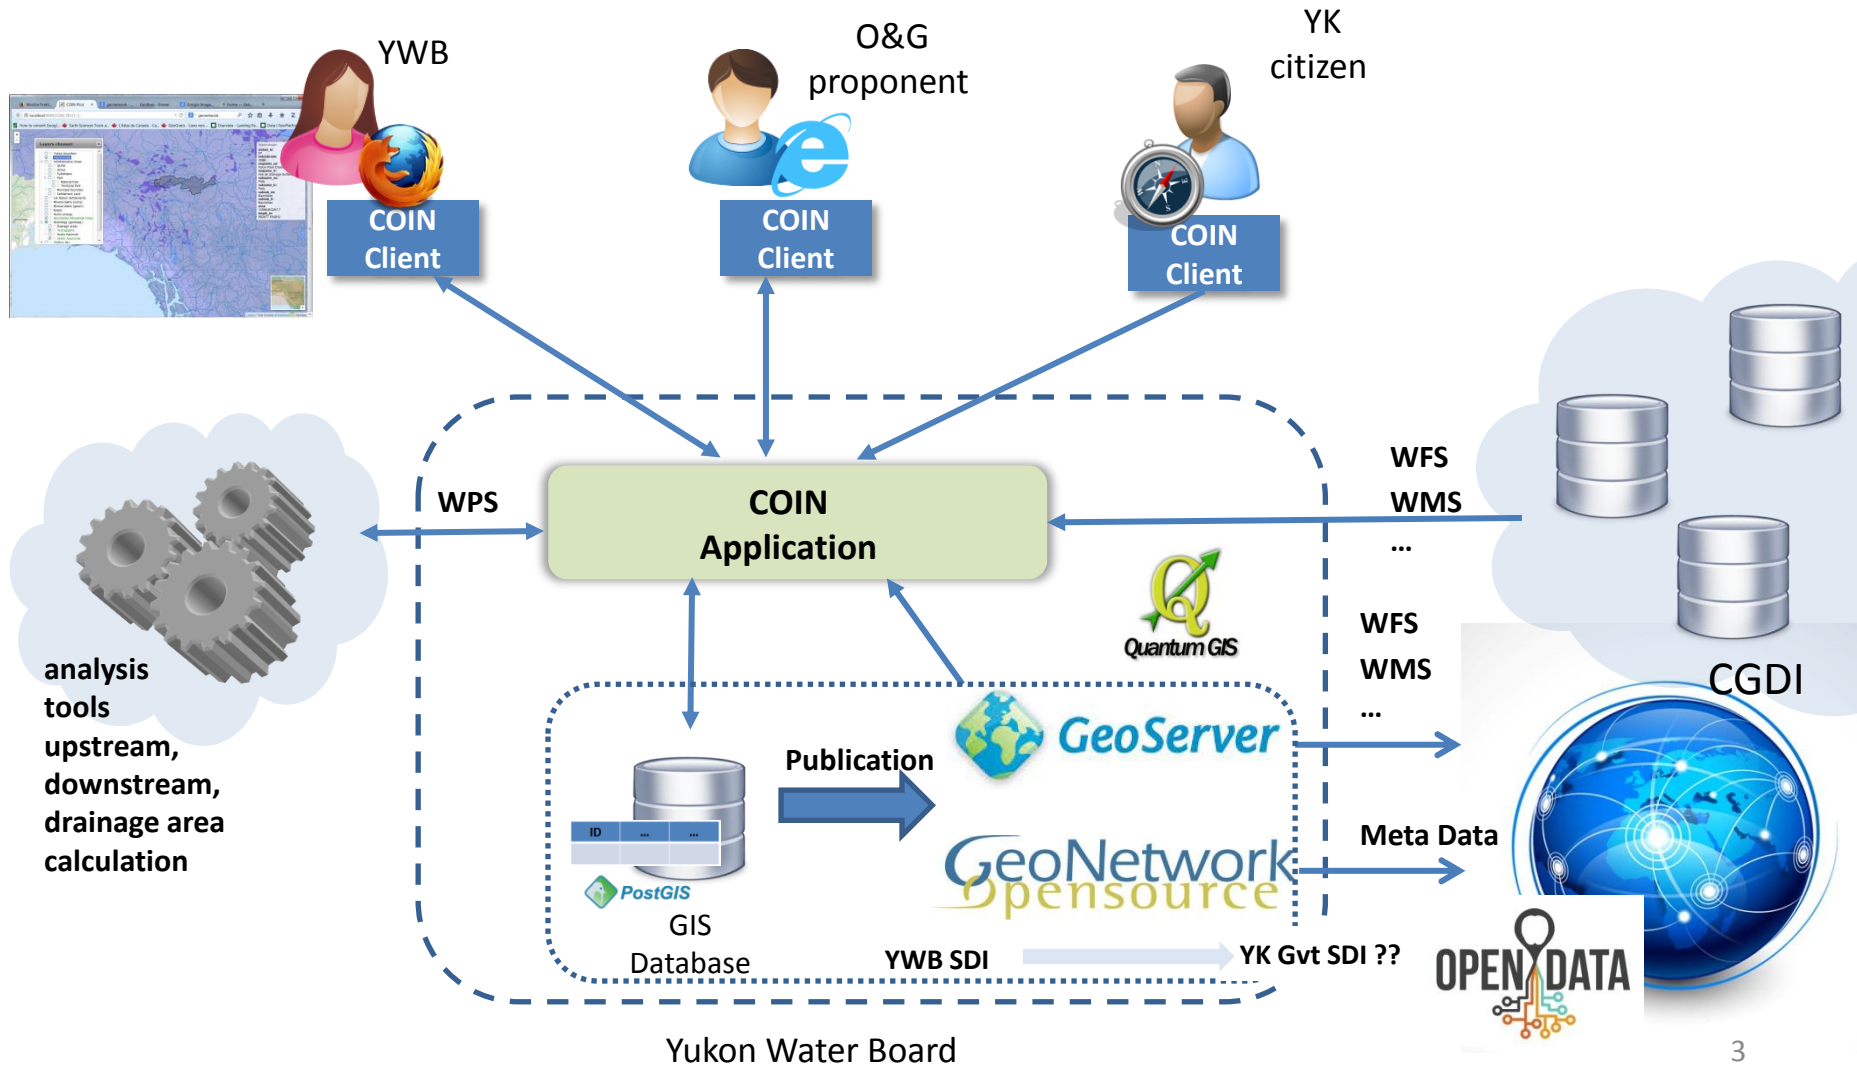 YWB
O&G
proponent
YK
citizen
Layers channel
COIN
Client
COIN
Client
COIN
Client
WPS
COIN
Application
WFS
WMS
...
Quantum GIS
WFS
WMS
...
CGDI
analysis
tools
upstream,
downstream,
drainage area
calculation
Publication
GeoServer
ID ... ...
PostGIS
GIS
Database
GeoNetwork
Opensource
Meta Data
YWB SDI
YK Gvt SDI ??
OPEN DATA
Yukon Water Board
3